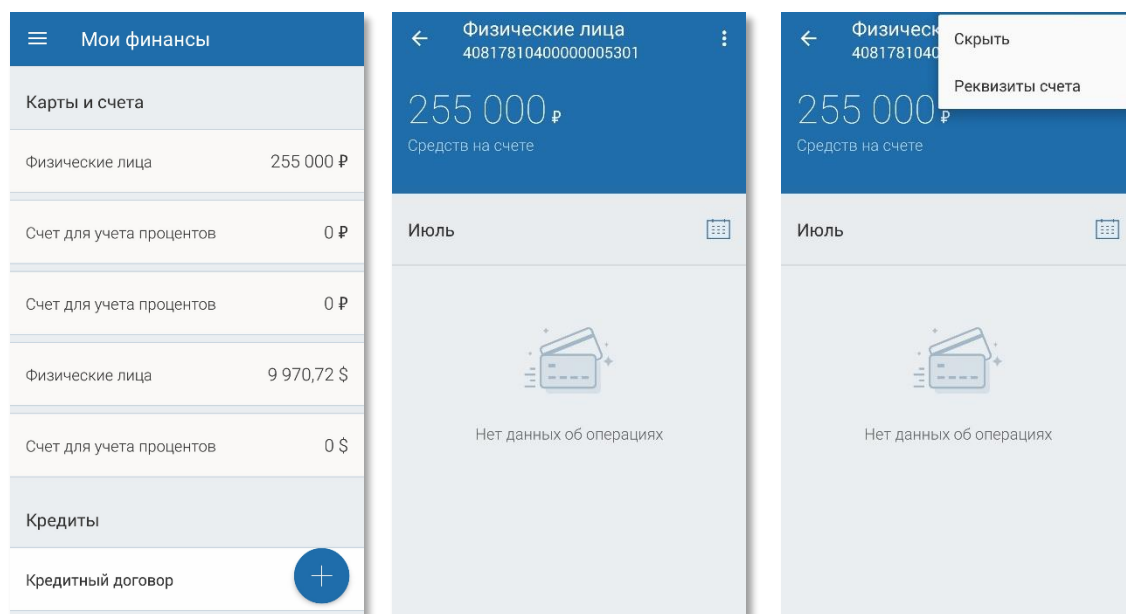 Мои финансы
Карты и счета
Физические лица 255 000 ₽
Счет для учета процентов 0 ₽
Счет для учета процентов 0 ₽
Физические лица 9 970,72 $
Счет для учета процентов 0 $
Кредиты
Кредитный договор
Физические лица
40817810400000005301
255 000 ₽
Средств на счете
Июль
Нет данных об операциях
Физическ
408178104
Скрыть
Реквизиты счета
255 000 ₽
Средств на счете
Июль
Нет данных об операциях